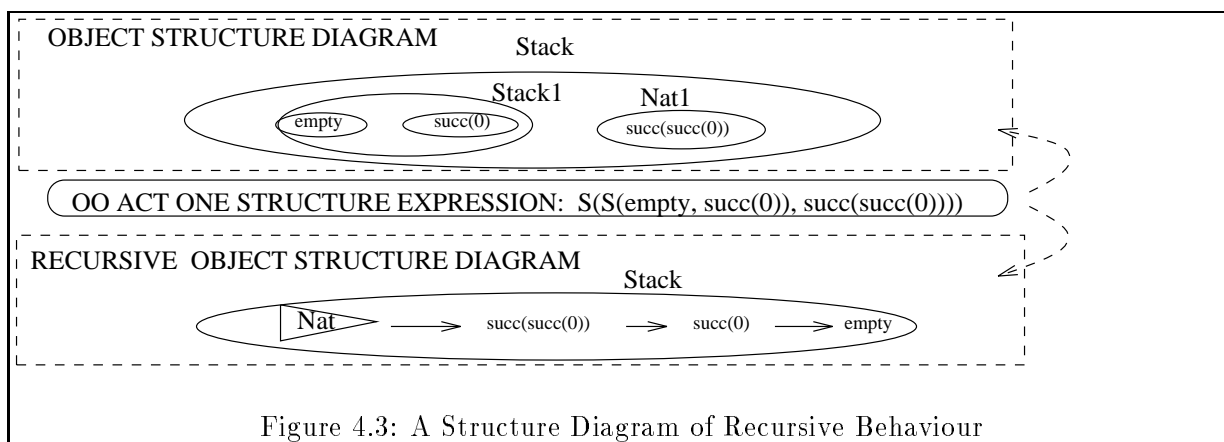 OBJECT STRUCTURE DIAGRAM
Stack
Stack1
Nat1
empty
succ(0)
succ(succ(0))
OO ACT ONE STRUCTURE EXPRESSION: S(S(empty, succ(0)), succ(succ(0))))
RECURSIVE OBJECT STRUCTURE DIAGRAM
Stack
Nat
succ(succ(0))
succ(0)
empty
Figure 4.3: A Structure Diagram of Recursive Behaviour